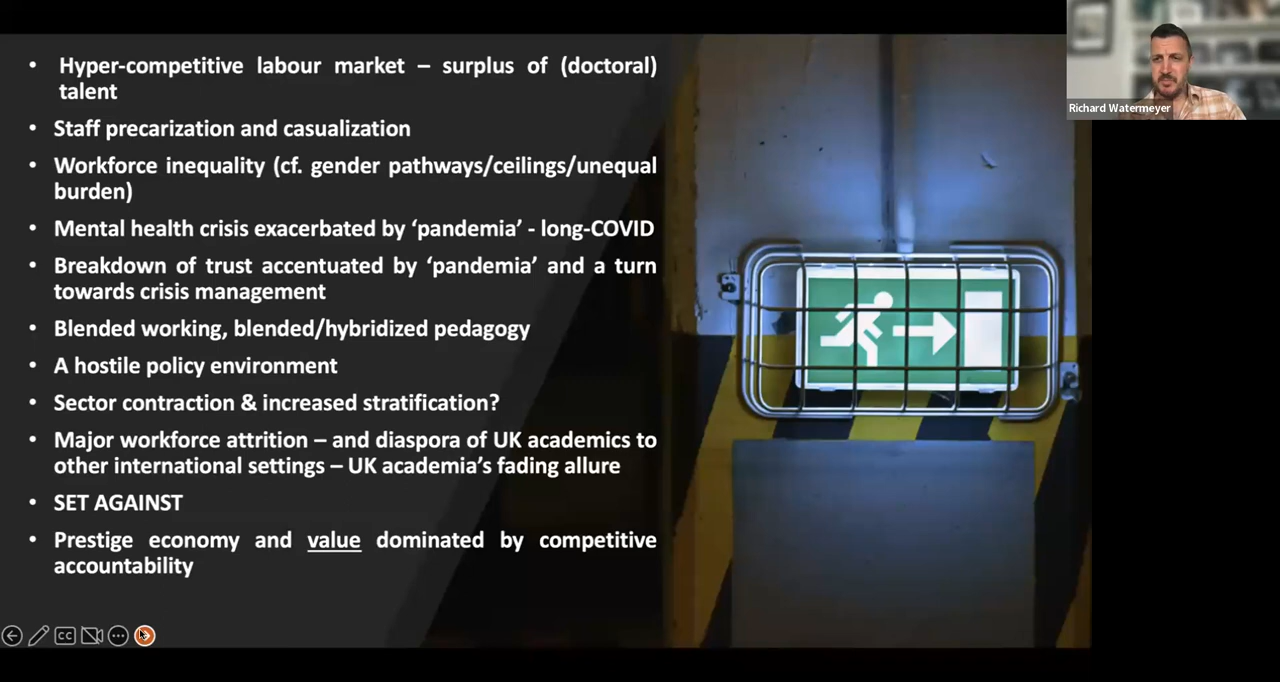 • Hyper-competitive labour market – surplus of (doctoral)
talent
• Staff precarization and casualization
• Workforce inequality (cf. gender pathways/ceilings/unequal
burden)
• Mental health crisis exacerbated by ‘pandemia’ - long-COVID
• Breakdown of trust accentuated by ‘pandemia’ and a turn
towards crisis management
• Blended working, blended/hybridized pedagogy
• A hostile policy environment
• Sector contraction & increased stratification?
• Major workforce attrition – and diaspora of UK academics to
other international settings – UK academia’s fading allure
• SET AGAINST
• Prestige economy and value dominated by competitive
accountability
Richard Watermeyer
CC